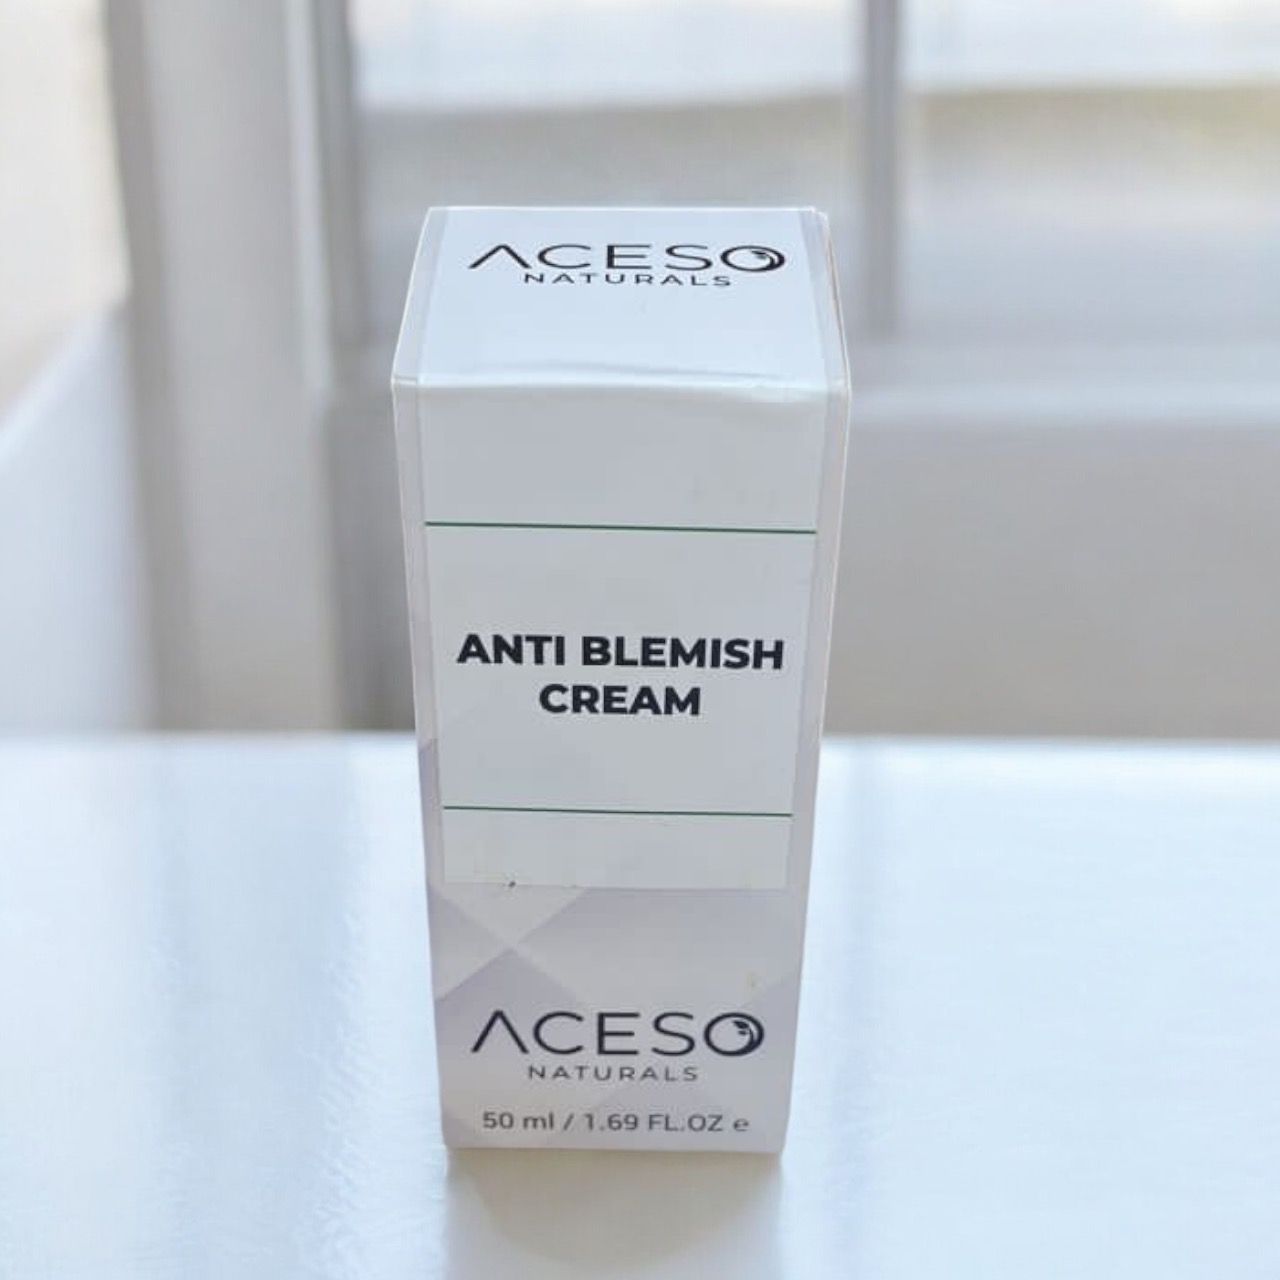 ACESO
NATURALS
ANTI BLEMISH
CREAM
ACESO
NATURALS
50 ml / 1.69 FL.OZ e